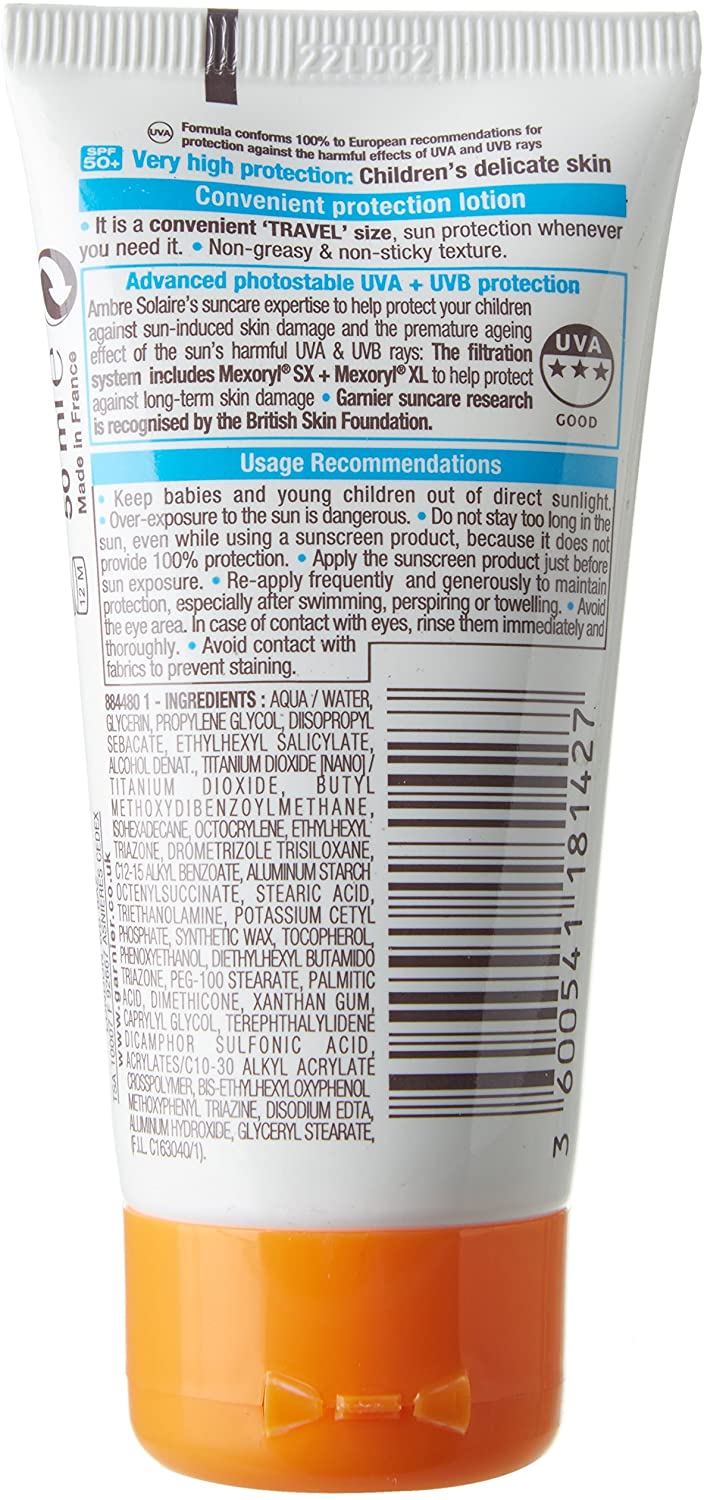 22LD02
UVA
Formula conforms 100% to European recommendations for
protection against the harmful effects of UVA and UVB rays
SPF
50+
Very high protection: Children's delicate skin
Convenient protection lotion
• It is a convenient 'TRAVEL' size, sun protection whenever
you need it. • Non-greasy & non-sticky texture.
Advanced photostable UVA + UVB protection
Ambre Solaire's suncare expertise to help protect your children
against sun-induced skin damage and the premature ageing
effect of the sun's harmful UVA & UVB rays: The filtration
system includes Mexoryl® SX + Mexoryl® XL to help protect
against long-term skin damage • Garnier suncare research
is recognised by the British Skin Foundation.
UVA
GOOD
Usage Recommendations
• Keep babies and young children out of direct sunlight.
• Over-exposure to the sun is dangerous. • Do not stay too long in the
sun, even while using a sunscreen product, because it does not
provide 100% protection. • Apply the sunscreen product just before
sun exposure. • Re-apply frequently and generously to maintain
protection, especially after swimming, perspiring or towelling. • Avoid
the eye area. In case of contact with eyes, rinse them immediately and
thoroughly. • Avoid contact with
fabrics to prevent staining.
884480 1 - INGREDIENTS : AQUA / WATER,
GLYCERIN, PROPYLENE GLYCOL, DIISOPROPYL
SEBACATE, ETHYLHEXYL SALICYLATE,
ALCOHOL DENAT., TITANIUM DIOXIDE [NANO] /
TITANIUM DIOXIDE, BUTYL
METHOXYDIBENZOYLMETHANE,
ISOHEXADECANE, OCTOCRYLENE, ETHYLHEXYL
TRIAZONE, DROMETRIZOLE TRISILOXANE,
C12-15 ALKYL BENZOATE, ALUMINUM STARCH
OCTENYLSUCCINATE, STEARIC ACID,
TRIETHANOLAMINE, POTASSIUM CETYL
PHOSPHATE, SYNTHETIC WAX, TOCOPHEROL,
PHENOXYETHANOL, DIETHYLHEXYL BUTAMIDO
TRIAZONE, PEG-100 STEARATE, PALMITIC
ACID, DIMETHICONE, XANTHAN GUM,
CAPRYLYL GLYCOL, TEREPHTHALYLIDENE
DICAMPHOR SULFONIC ACID,
ACRYLATES/C10-30 ALKYL ACRYLATE
CROSSPOLYMER, BIS-ETHYLHEXYLOXYPHENOL
METHOXYPHENYL TRIAZINE, DISODIUM EDTA,
ALUMINUM HYDROXIDE, GLYCERYL STEARATE,
(F.I.L. C163040/1).
3 600541 181427
50 ml e
Made in France
12 M
www.garnier.co.uk
TSA 10007 F 92667 ASNIÈRES CEDEX